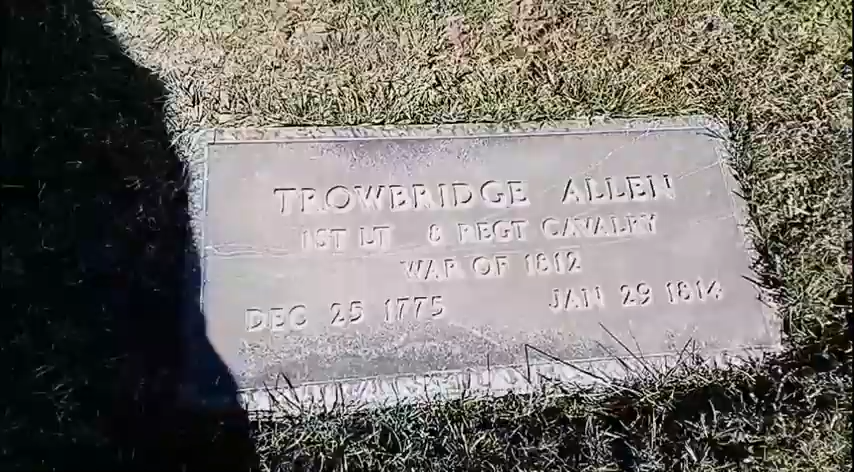 TROWBRIDGE ALLEN
1ST LT 8 REGT CAVALRY
WAR OF 1812
DEC 25 1775 JAN 29 1814